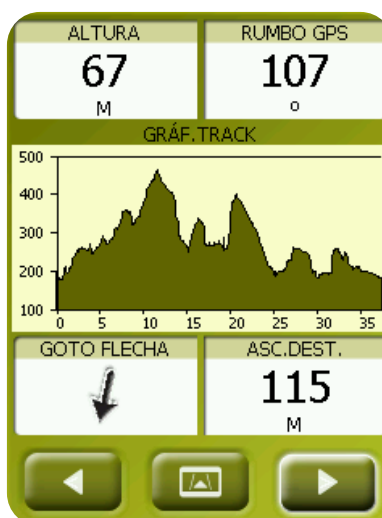 ALTURA
67
M
RUMBO GPS
107
o
GRÁF.TRACK
500
400
300
200
100
0 5 10 15 20 25 30 35
GOTO FLECHA
ASC.DEST.
115
M